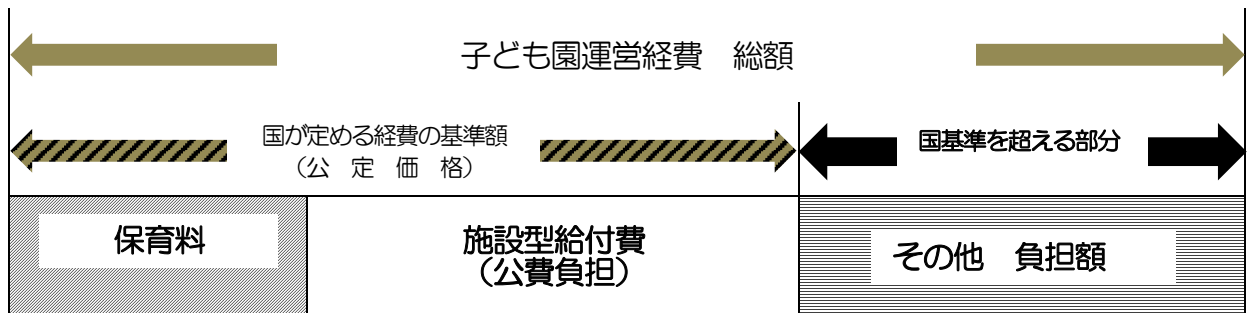 子ども園運営経費　総額
国が定める経費の基準額
（公　定　価　格）
国基準を超える部分
保育料
施設型給付費
（公費負担）
その他　負担額